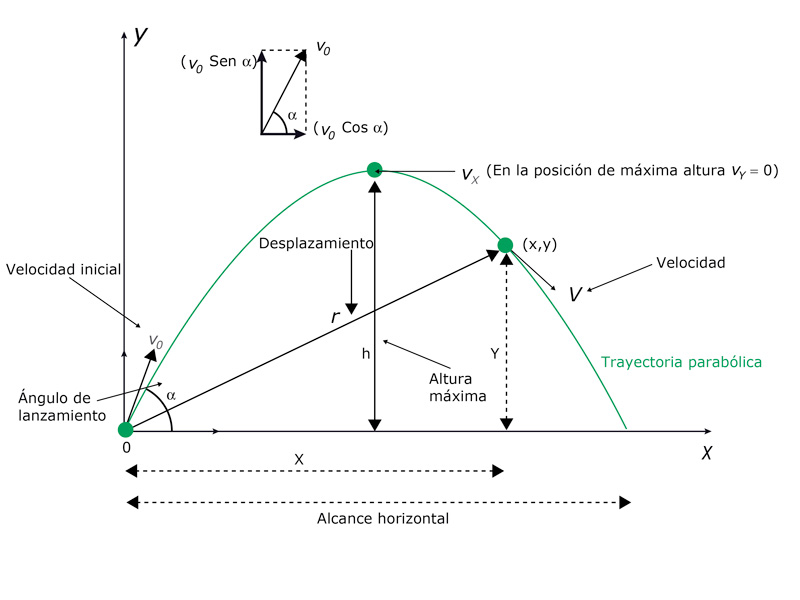 y
v₀
(v₀ Sen α)
α
(v₀ Cos α)
vₓ (En la posición de máxima altura vY = 0)
Desplazamiento
(x,y)
Velocidad inicial
Velocidad
V
r
v₀
h
Y
Trayectoria parabólica
Altura
máxima
Ángulo de
lanzamiento
α
0
X
X
Alcance horizontal